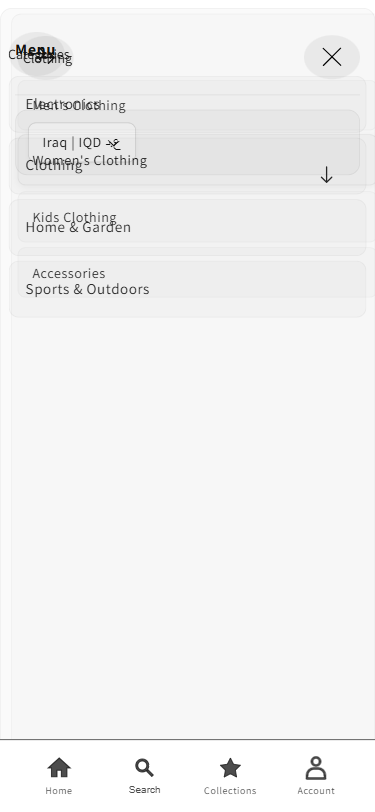 Menu
Categories
Clothing
Electronics
Men's Clothing
Iraq | IQD
Women's Clothing
Clothing
Kids Clothing
Home & Garden
Accessories
Sports & Outdoors
Home
Search
Collections
Account